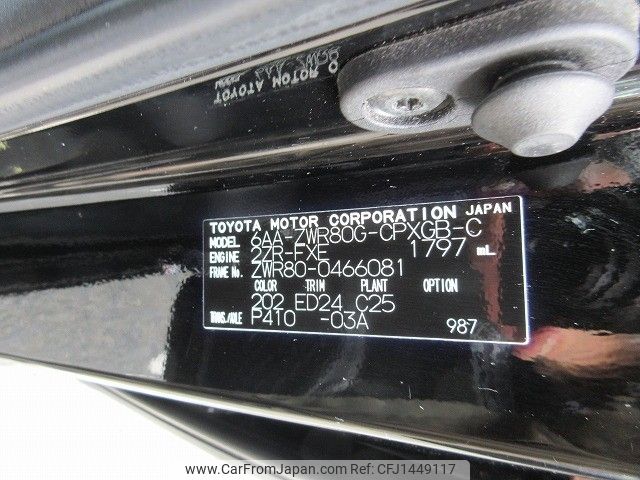 TOYOTA MOTOR CORPORATION JAPAN
MODEL 6AA-ZWR80G-CPXGB-C
ENGINE 2ZR-FXE 1797 mL
FRAME No. ZWR80-0466081
COLOR TRIM PLANT OPTION
202 ED24 C25
TRANS./AXLE P410 -03A
987
www.CarFromJapan.com - CFJ1449117